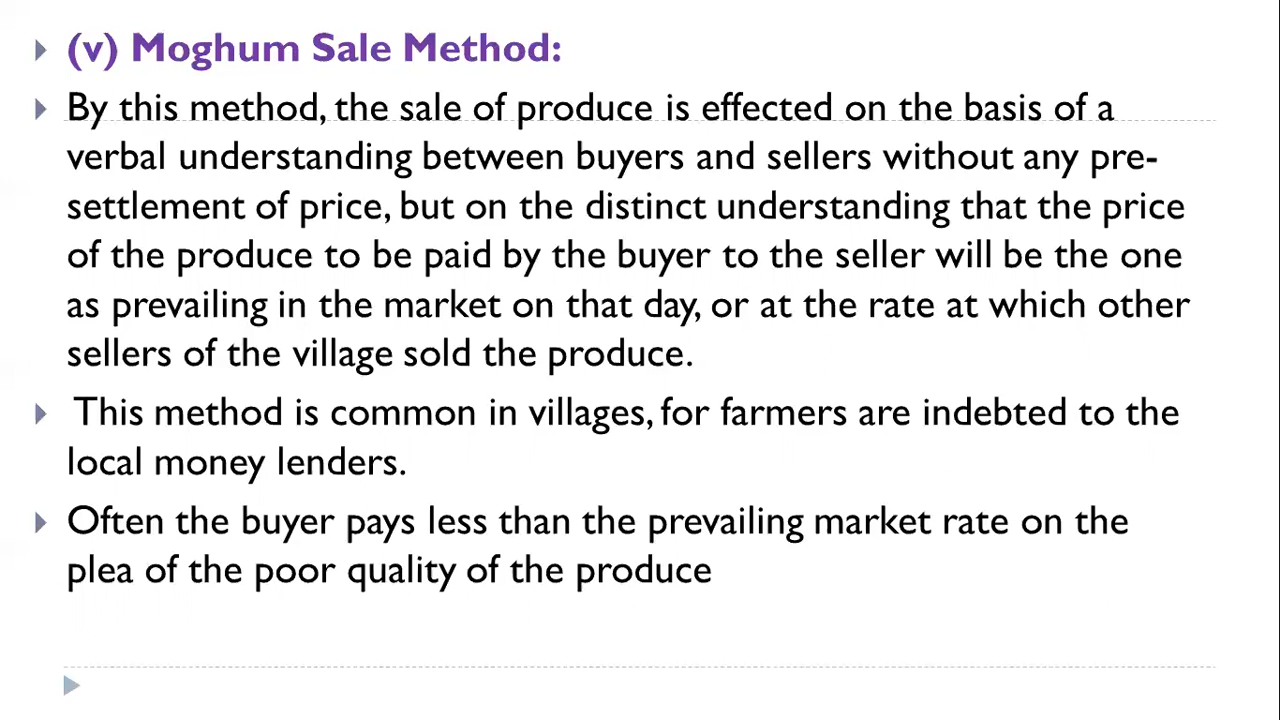 (v) Moghum Sale Method:
By this method, the sale of produce is effected on the basis of a
verbal understanding between buyers and sellers without any pre-
settlement of price, but on the distinct understanding that the price
of the produce to be paid by the buyer to the seller will be the one
as prevailing in the market on that day, or at the rate at which other
sellers of the village sold the produce.
This method is common in villages, for farmers are indebted to the
local money lenders.
Often the buyer pays less than the prevailing market rate on the
plea of the poor quality of the produce